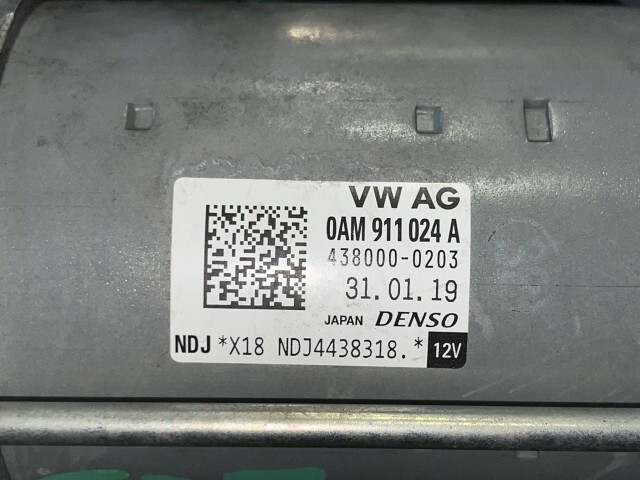 VW AG
0AM 911 024 A
438000-0203
31.01.19
JAPAN DENSO
NDJ *X18 NDJ4438318.* 12V